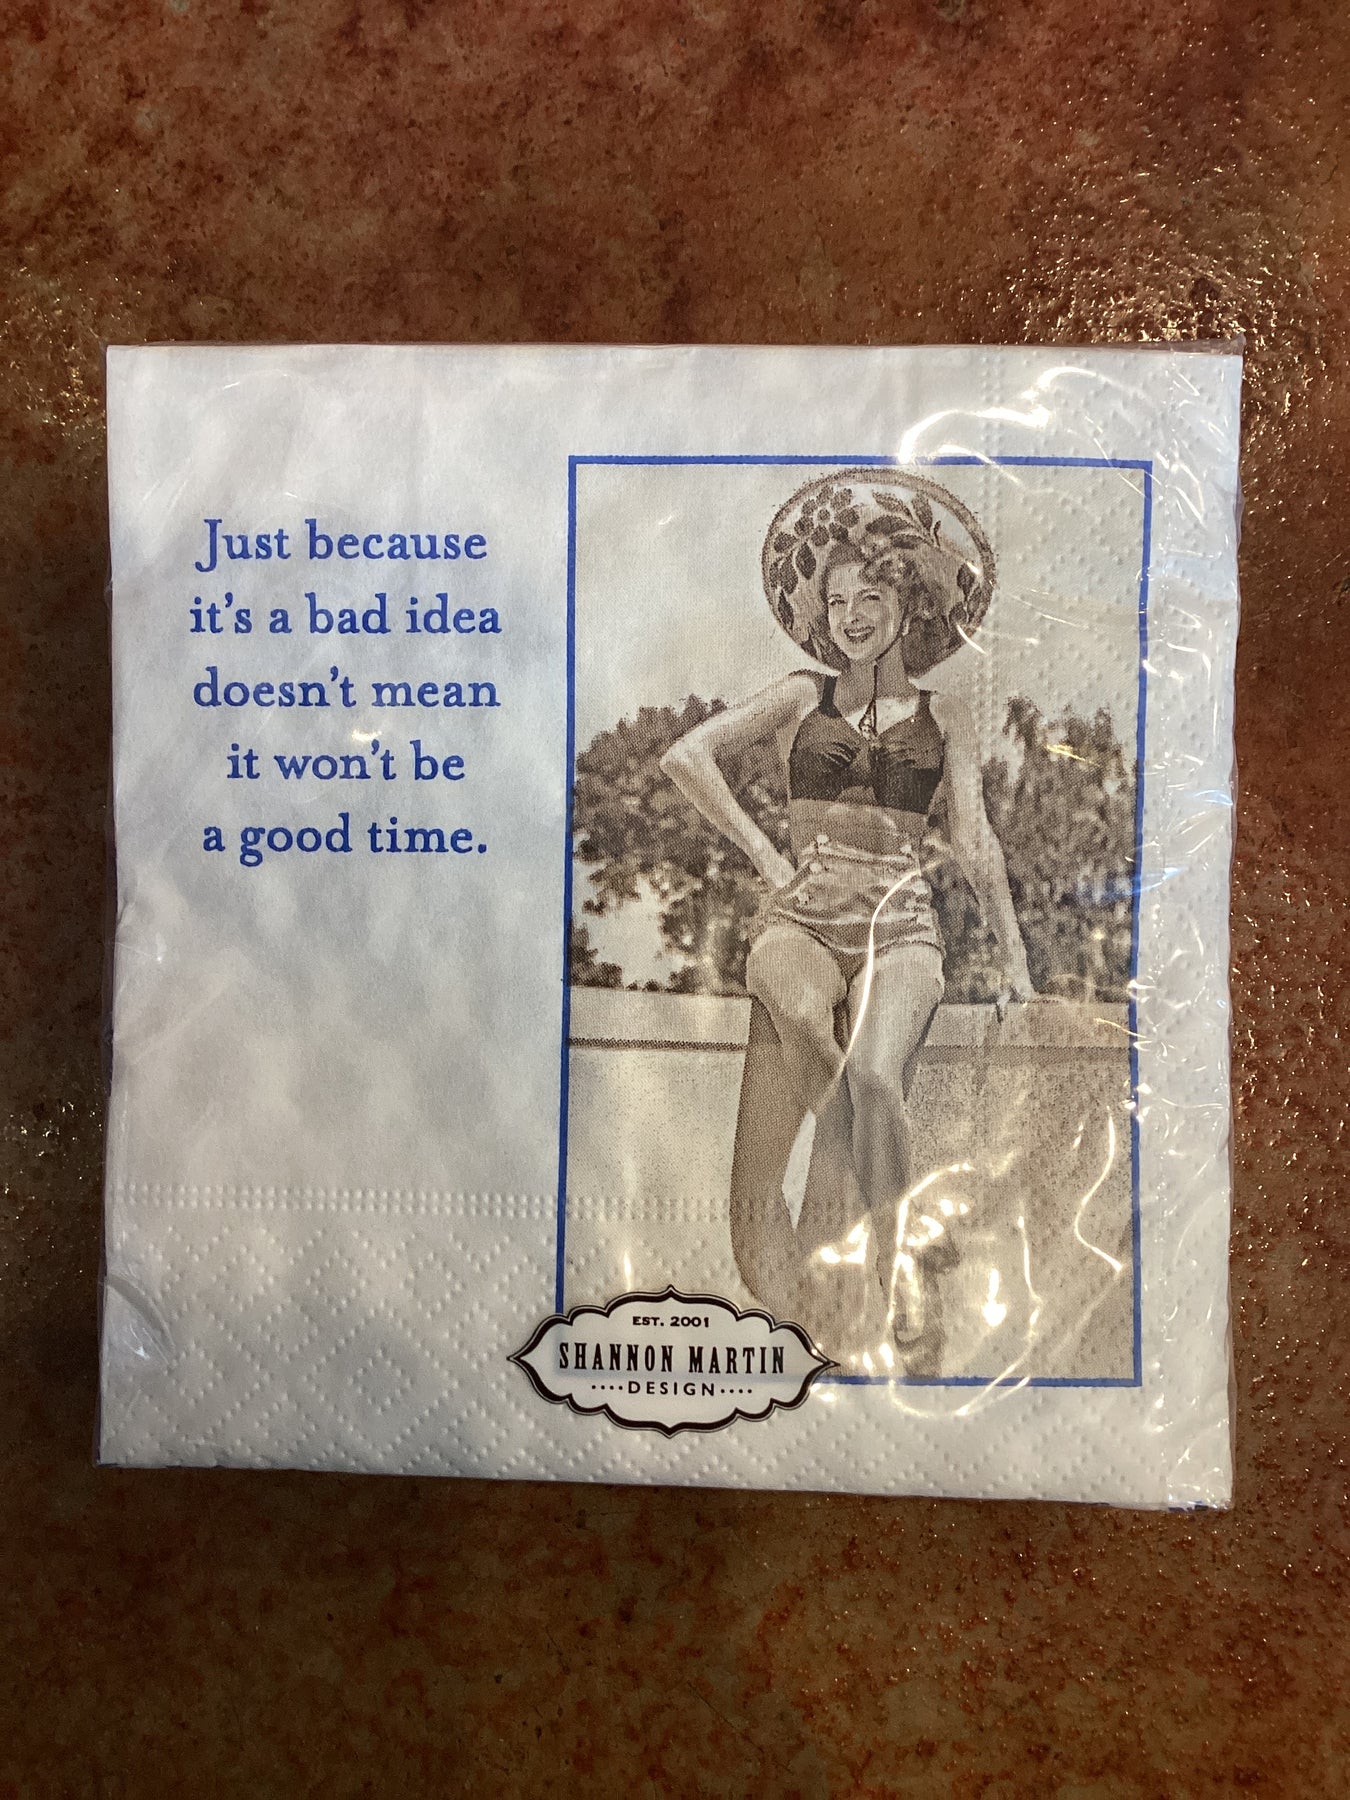 Just because
it's a bad idea
doesn't mean
it won't be
a good time.
EST. 2001
SHANNON MARTIN
····DESIGN····